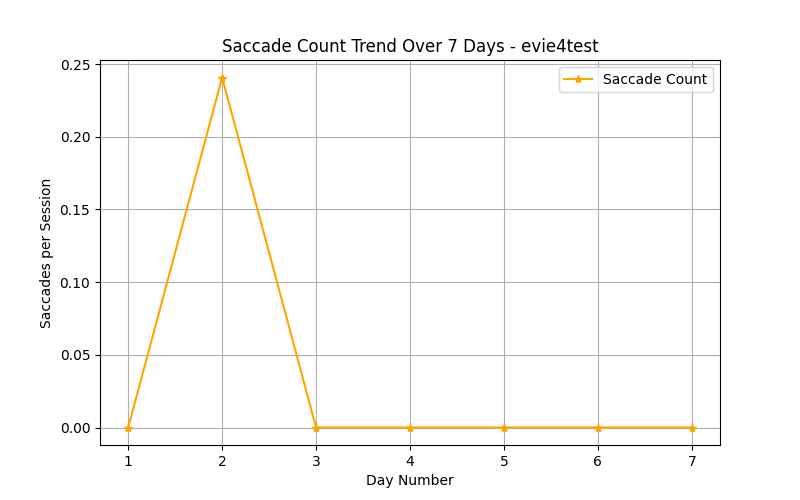 Saccade Count Trend Over 7 Days - evie4test
Saccade Count
0.25
0.20
0.15
0.10
0.05
0.00
Saccades per Session
1 2 3 4 5 6 7
Day Number